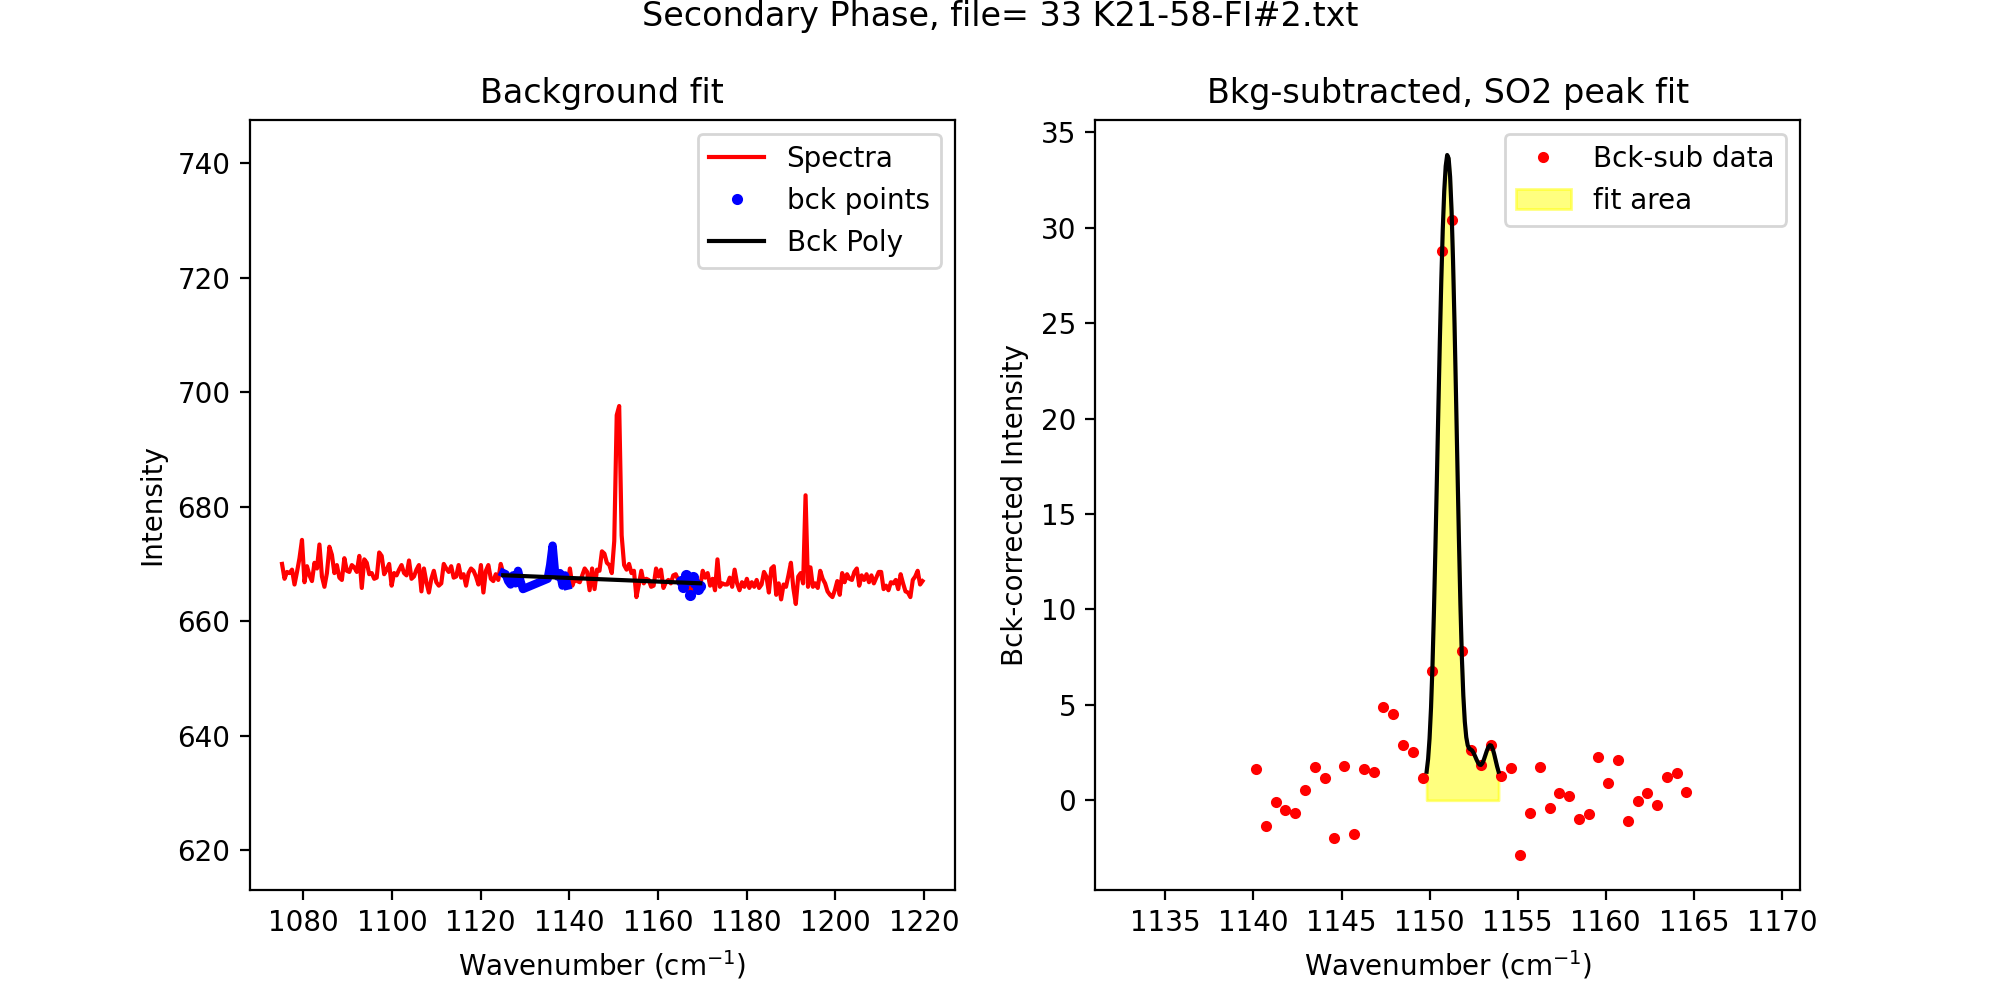 Secondary Phase, file= 33 K21-58-FI#2.txt
Background fit
Intensity
740
720
700
680
660
640
620
Spectra
bck points
Bck Poly
1080 1100 1120 1140 1160 1180 1200 1220
Wavenumber (cm⁻¹)
Bkg-subtracted, SO2 peak fit
Bck-corrected Intensity
35
30
25
20
15
10
5
0
Bck-sub data
fit area
1135 1140 1145 1150 1155 1160 1165 1170
Wavenumber (cm⁻¹)